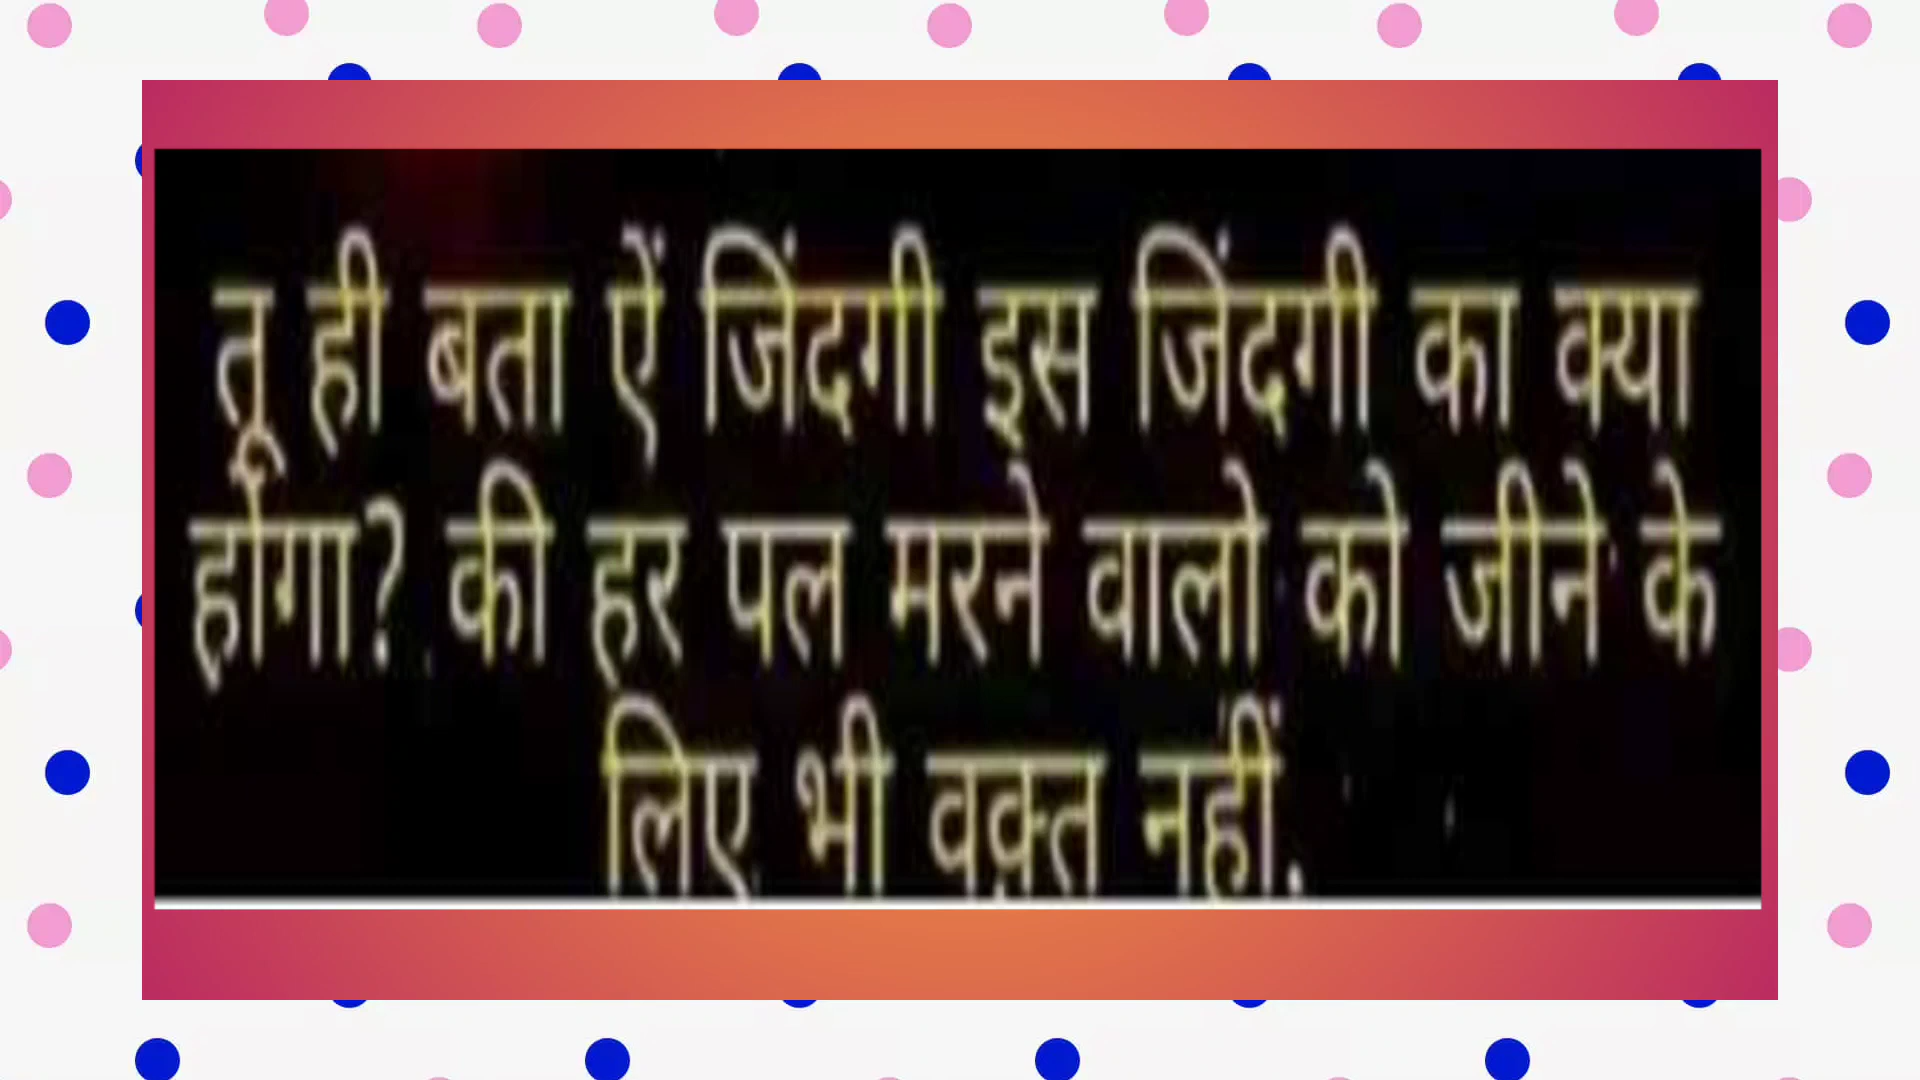 तू ही बता ऐं जिंदगी इस जिंदगी का क्या
होगा? की हर पल मरने वालो को जीने के
लिए भी वक़्त नहीं.